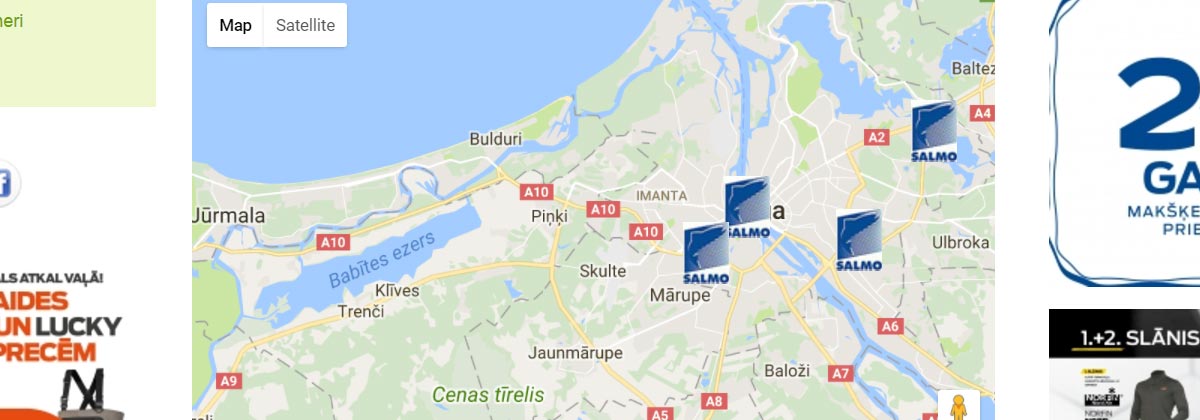 neri
Map Satellite
Baltez
A4
A2
Bulduri
SALMO
IMANTA
A10
A10
A10
A10
Jūrmala
Piņķi
a
SALMO
SALMO
SALMO
Ulbroka
Babītes ezers
Skulte
Klīves
Mārupe
Trenči
A6
Jaunmārupe
Baloži
A7
A9
Cenas tīrelis
A8
A5
ALS ATKAL VAĻĀ!
AIDES
UN LUCKY
PRECĒM
2
GA
MAKŠĶE
PRIE
1.+2. SLĀNIS
NORFIN
NORFIN